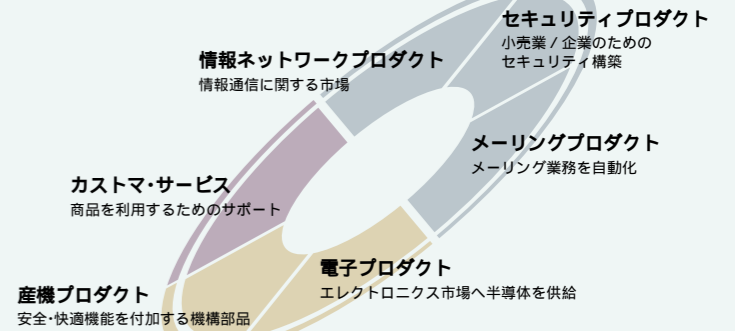 セキュリティプロダクト
小売業 / 企業のための
セキュリティ構築
情報ネットワークプロダクト
情報通信に関する市場
メーリングプロダクト
メーリング業務を自動化
カストマ・サービス
商品を利用するためのサポート
電子プロダクト
エレクトロニクス市場へ半導体を供給
産機プロダクト
安全・快適機能を付加する機構部品